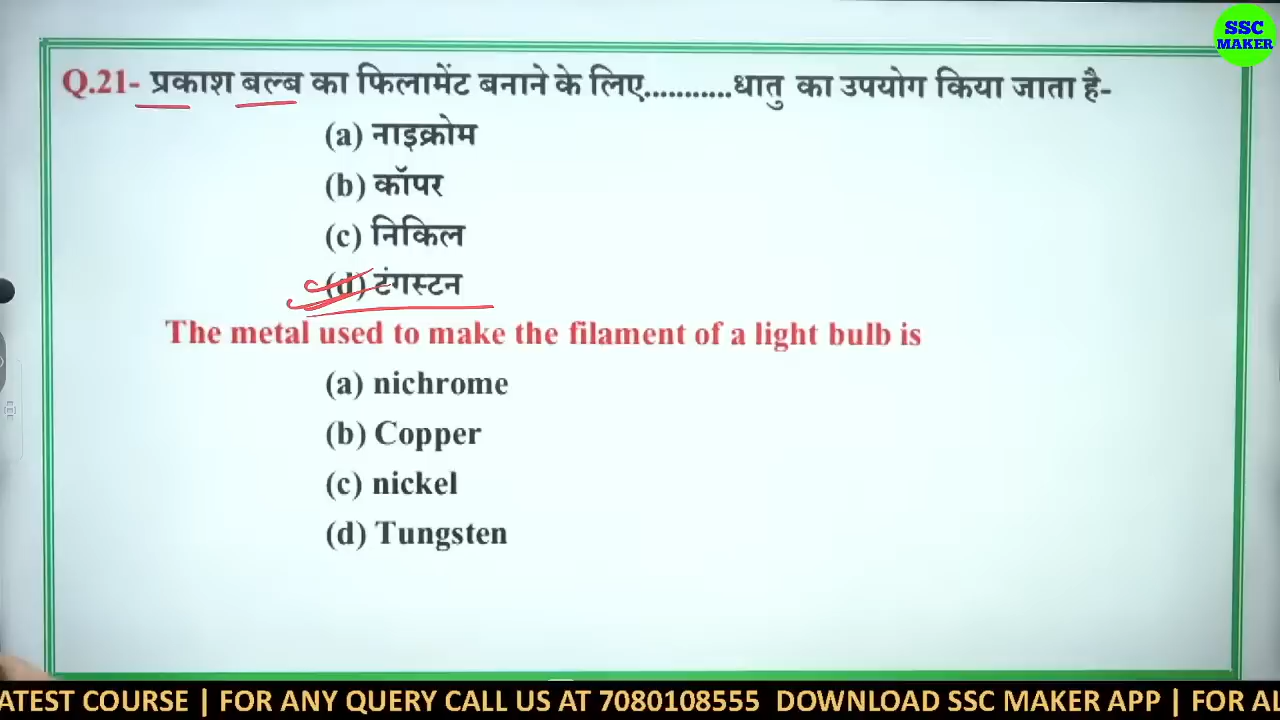 SSC
MAKER
Q.21- प्रकाश बल्ब का फिलामेंट बनाने के लिए...........धातु का उपयोग किया जाता है-
(a) नाइक्रोम
(b) कॉपर
(c) निकिल
(d) टंगस्टन
The metal used to make the filament of a light bulb is
(a) nichrome
(b) Copper
(c) nickel
(d) Tungsten
ATEST COURSE | FOR ANY QUERY CALL US AT 7080108555 DOWNLOAD SSC MAKER APP | FOR AL